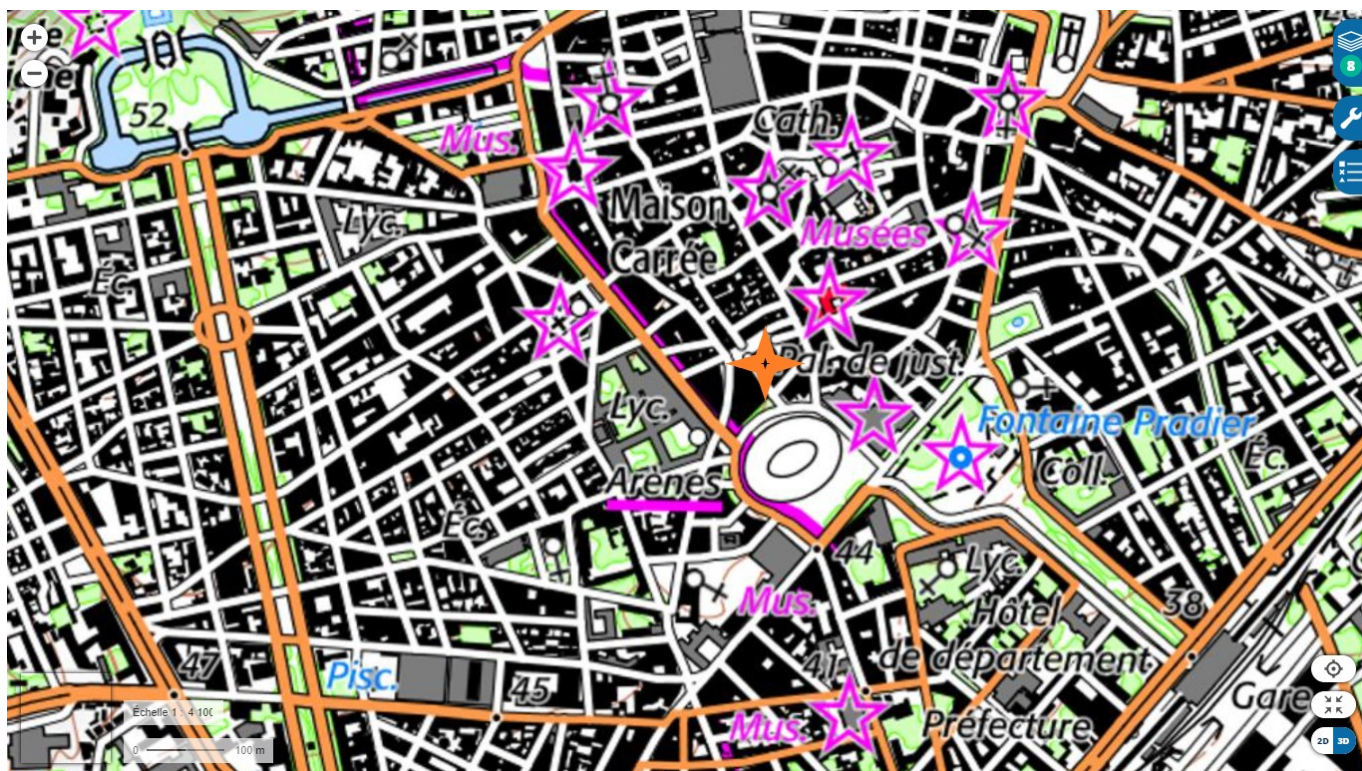 52
Mus.
Cath.
Lyc.
Maison
Carrée
Musées
Éc.
Pal. de just.
Lyc.
Fontaine Pradier
Arènes
Coll.
Éc.
Éc.
44
Lyc.
Mus.
Hôtel
de département
38
47
Pisc.
45
41
Gare
Mus.
Préfecture
Échelle 1 : 4 100
0 100 m
8
2D 3D